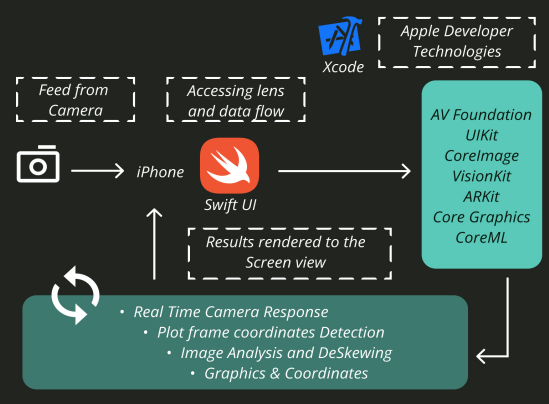 Apple Developer
Technologies
Xcode
Feed from
Camera
Accessing lens
and data flow
AV Foundation
UIKit
CoreImage
VisionKit
ARKit
Core Graphics
CoreML
iPhone
Swift UI
Results rendered to the
Screen view
• Real Time Camera Response
• Plot frame coordinates Detection
• Image Analysis and DeSkewing
• Graphics & Coordinates